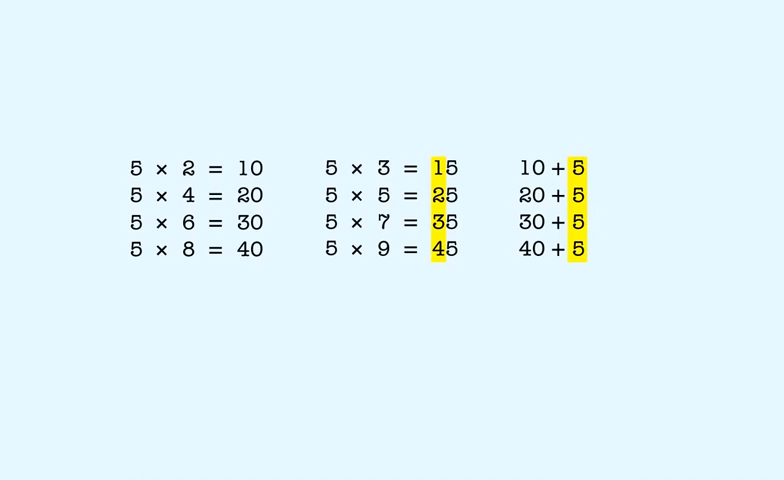 5 × 2 = 10 5 × 3 = 15 10 + 5
5 × 4 = 20 5 × 5 = 25 20 + 5
5 × 6 = 30 5 × 7 = 35 30 + 5
5 × 8 = 40 5 × 9 = 45 40 + 5